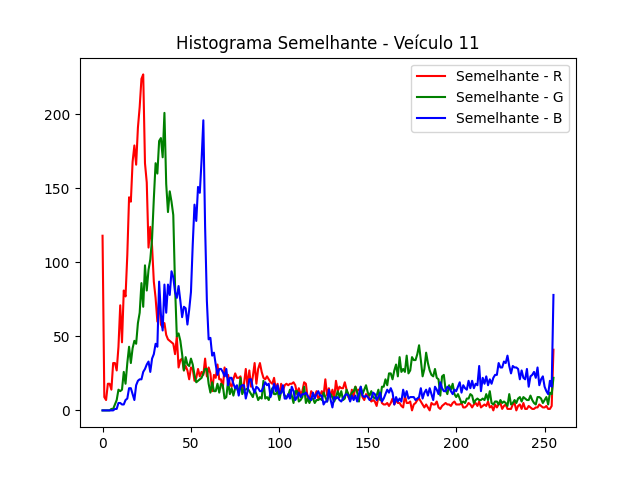 Histograma Semelhante - Veículo 11
Semelhante - R
Semelhante - G
Semelhante - B
200
150
100
50
0
0 50 100 150 200 250